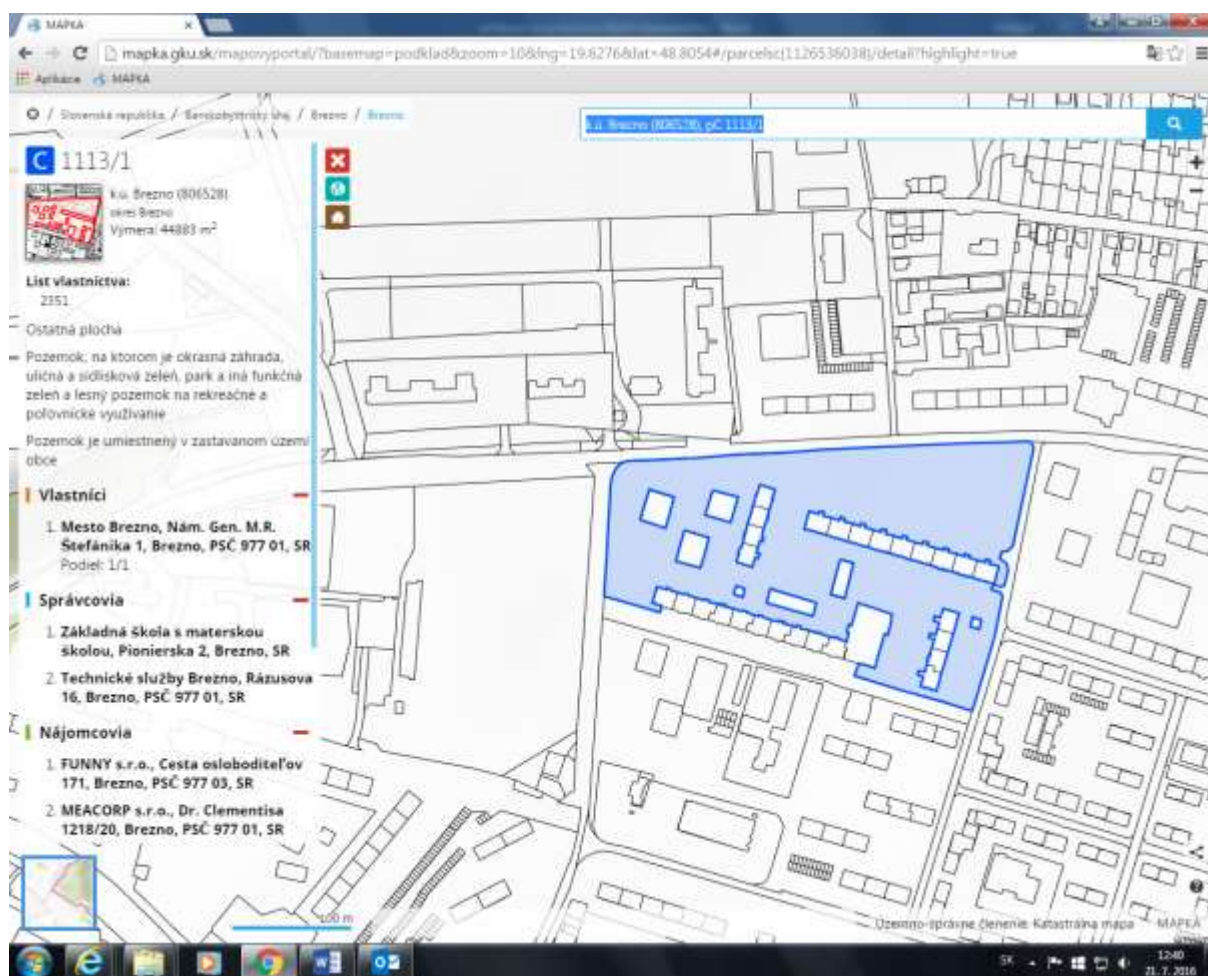 MAPKA
mapka.gku.sk/mapovyportal/?basemap=podklad&zoom=10&lng=19.6276&lat=48.8054#/parcelsc(1126536038)/detail?highlight=true
Aplikácie MAPKA
/ Slovenská republika / Banskobystrický kraj / Brezno / Brezno
k.ú. Brezno (806528), pČ 1113/1
C 1113/1
k.ú. Brezno (806528)
okres Brezno
Výmera: 44883 m²
List vlastníctva:
2351
Ostatná plocha
Pozemok, na ktorom je okrasná záhrada,
uličná a sídlisková zeleň, park a iná funkčná
zeleň a lesný pozemok na rekreačné a
poľovnícke využívanie
Pozemok je umiestnený v zastavanom území
obce
Vlastníci
1. Mesto Brezno, Nám. Gen. M.R.
Štefánika 1, Brezno, PSČ 977 01, SR
Podiel: 1/1
Správcovia
1. Základná škola s materskou
školou, Pionierska 2, Brezno, SR
2. Technické služby Brezno, Rázusova
16, Brezno, PSČ 977 01, SR
Nájomcovia
1. FUNNY s.r.o., Cesta osloboditeľov
171, Brezno, PSČ 977 03, SR
2. MEACORP s.r.o., Dr. Clementisa
1218/20, Brezno, PSČ 977 01, SR
100 m
Územno-správne členenie Katastrálna mapa MAPKA
SK
12:40
21. 7. 2016